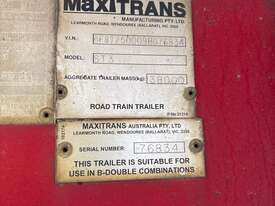 MaXiTRANS
MANUFACTURING PTY. LTD
LEARMONTH ROAD, WENDOUREE (BALLARAT), VIC. 3355
V.I.N.
MODEL ST3
AGGREGATE TRAILER MASS(kg) 38000
ROAD TRAIN TRAILER
MAXITRANS AUSTRALIA PTY, LTD
LEARMONTH ROAD, WENDOUREE (BALLARAT), VIC. 3355
SERIAL NUMBER: 76834
THIS TRAILER IS SUITABLE FOR
USE IN B-DOUBLE COMBINATIONS